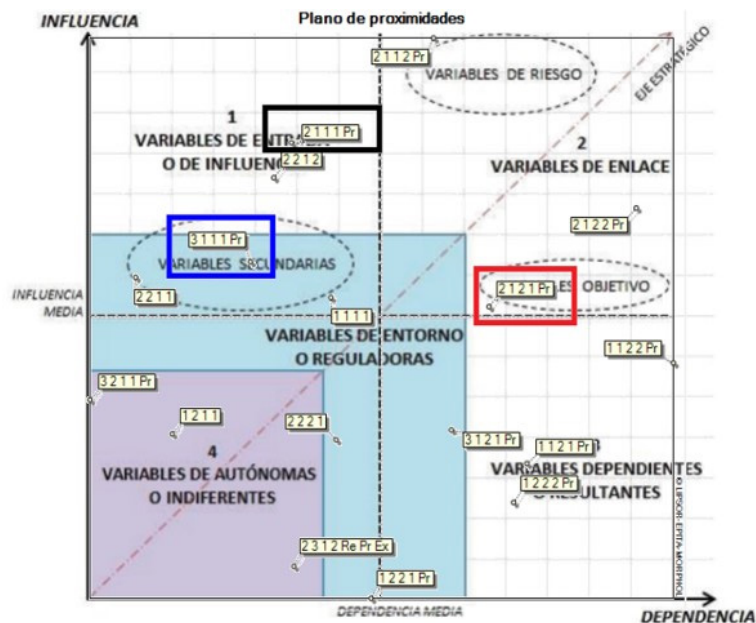 Plano de proximidades
INFLUENCIA
2112 Pr
VARIABLES DE RIESGO
EJE ESTRATÉGICO
1
2111 Pr
VARIABLES DE
O DE
2212
2
VARIABLES DE ENLACE
2122 Pr
3111 Pr
VARIABLES SECUNDARIAS
2211
2121 Pr
OBJETIVO
INFLUENCIA
MEDIA
1111
VARIABLES DE ENTORNO
O REGULADORAS
1122 Pr
3211 Pr
1211
2221
3121 Pr
1121 Pr
4
VARIABLES DE AUTÓNOMAS
O INDIFERENTES
VARIABLES DEPENDIENTES
O RESULTANTES
1222 Pr
2312 Re Pr Ex
1221 Pr
© LIPSOR-EPITA-MICMAC
DEPENDENCIA MEDIA
DEPENDENCIA